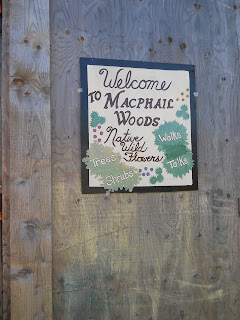 Welcome
TO MACPHAIL
WOODS
Native
Wild
Flowers
Trees
Shrubs
Walks
Talks